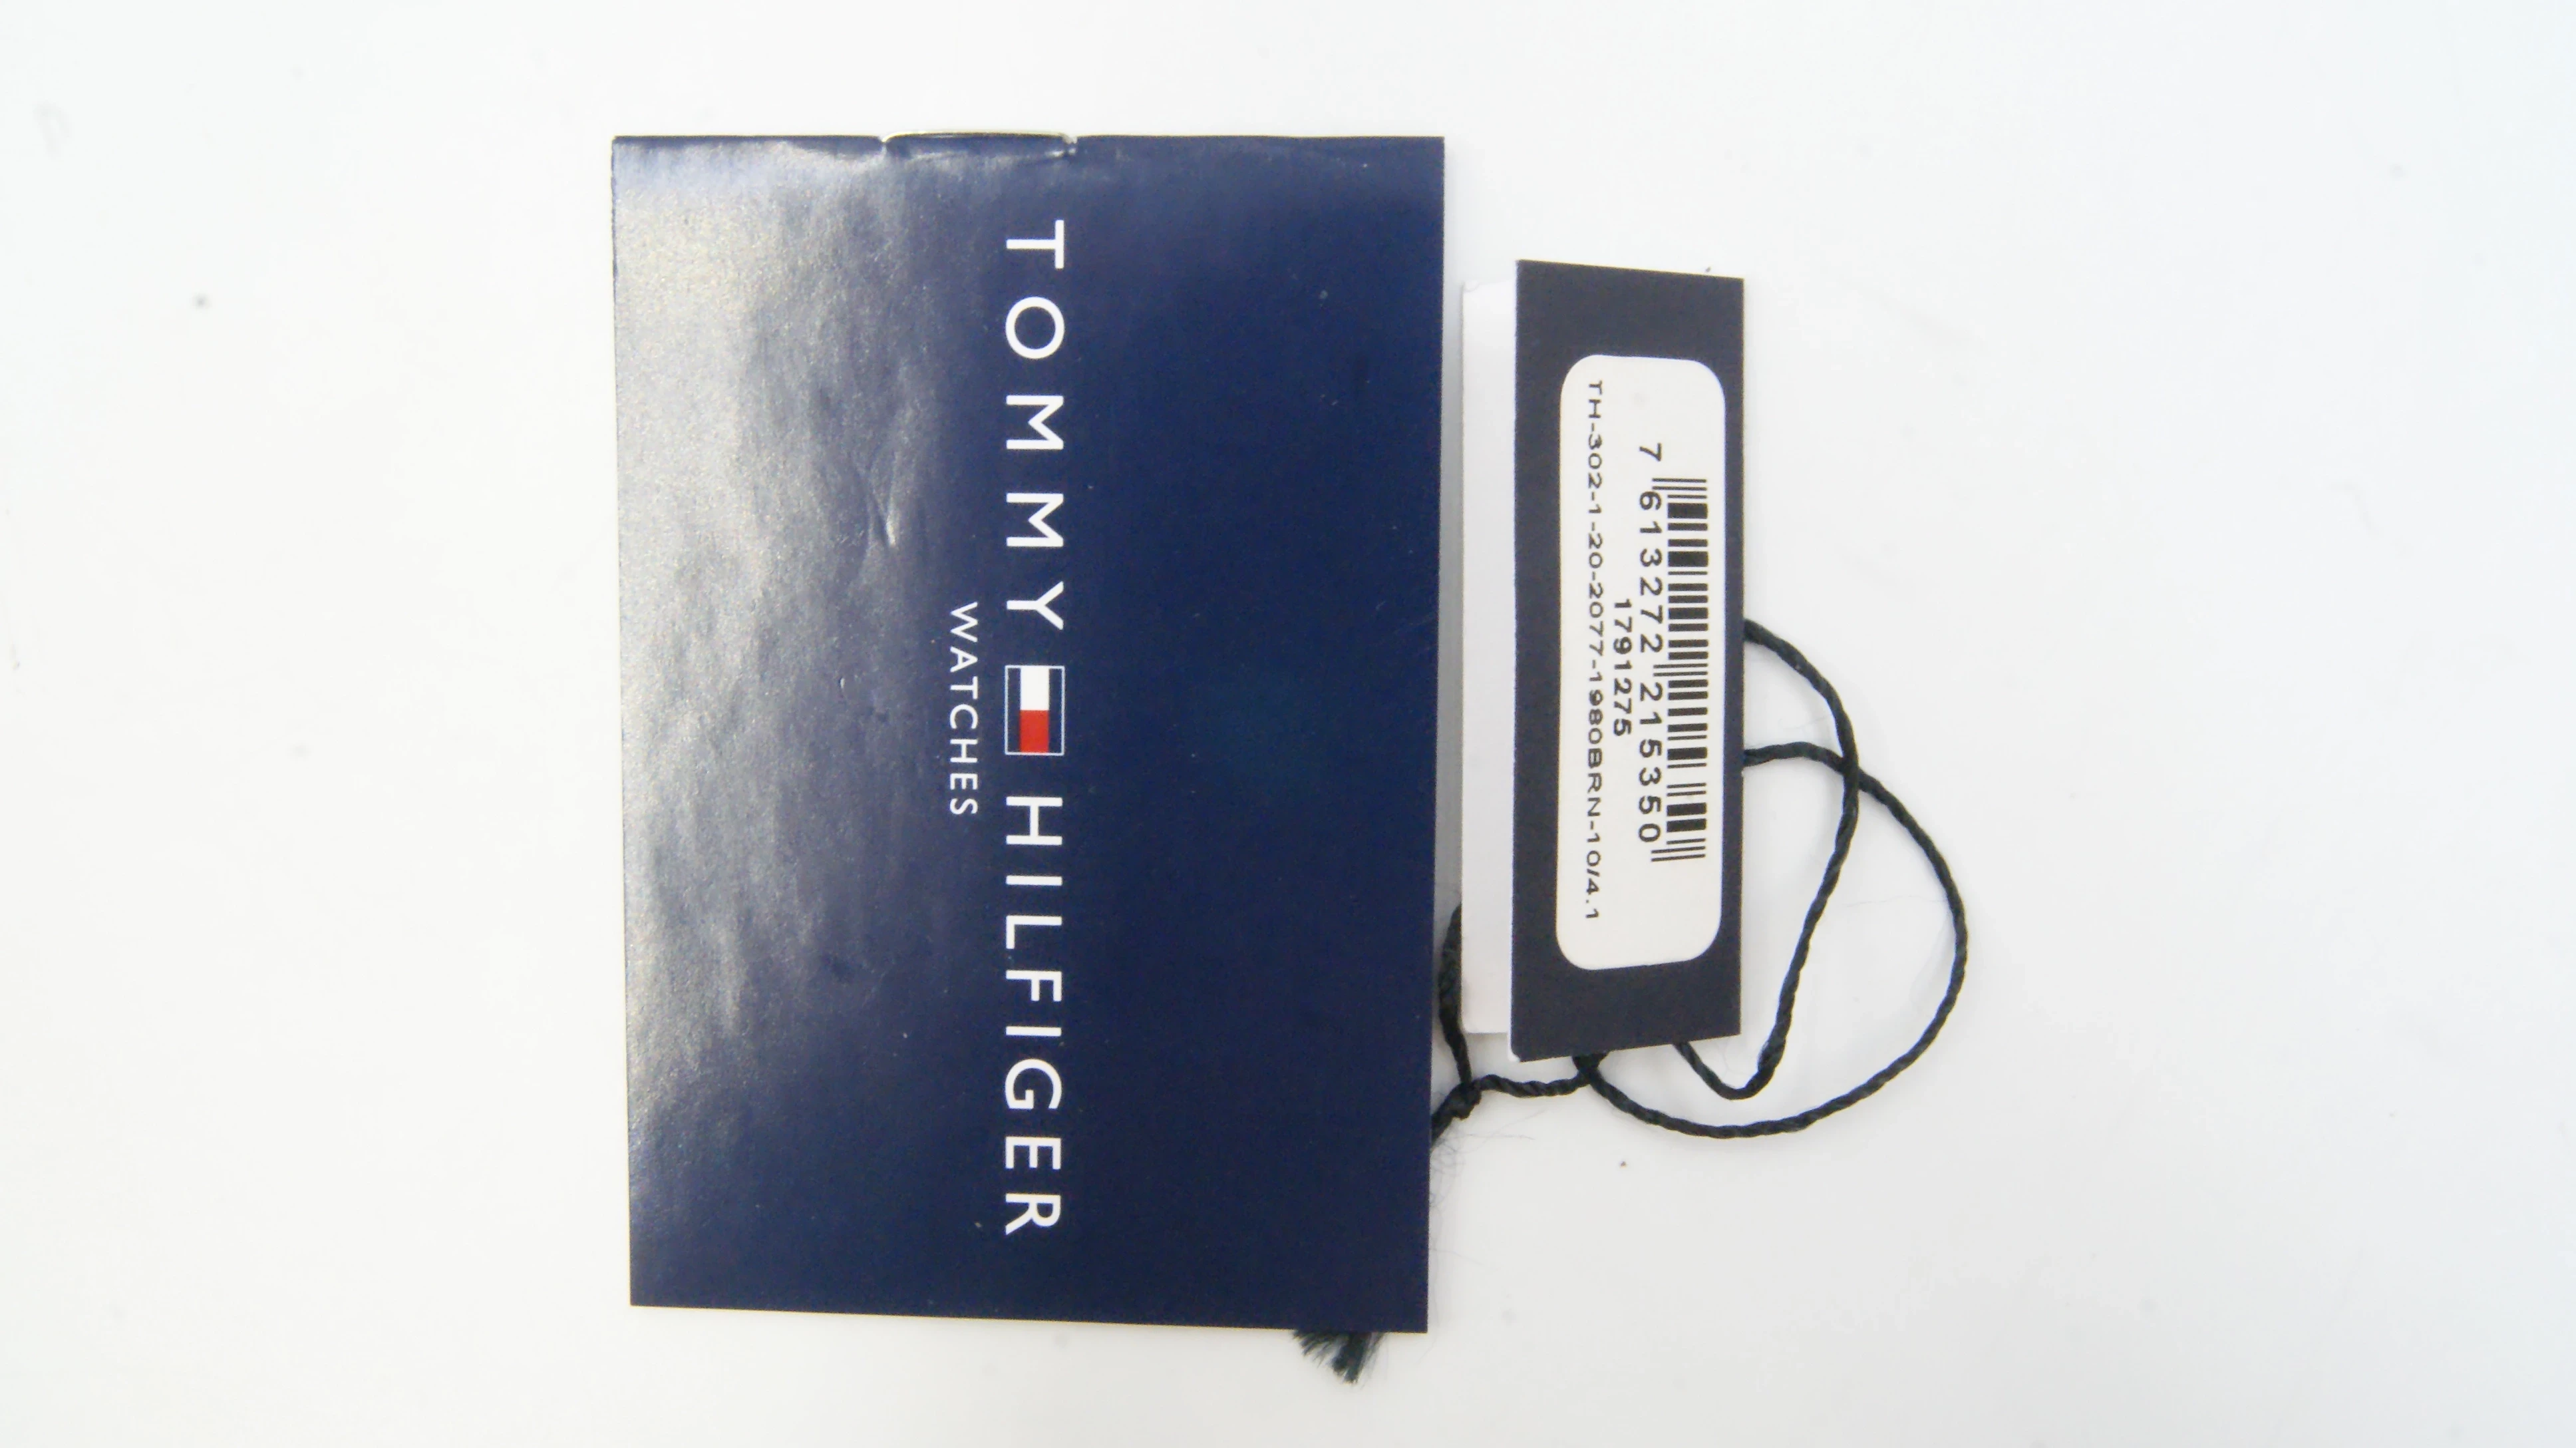 TOMMY HILFIGER
WATCHES
7 613272 215350
1791275
TH-302-1-20-2077-1980BRN-10/4.1